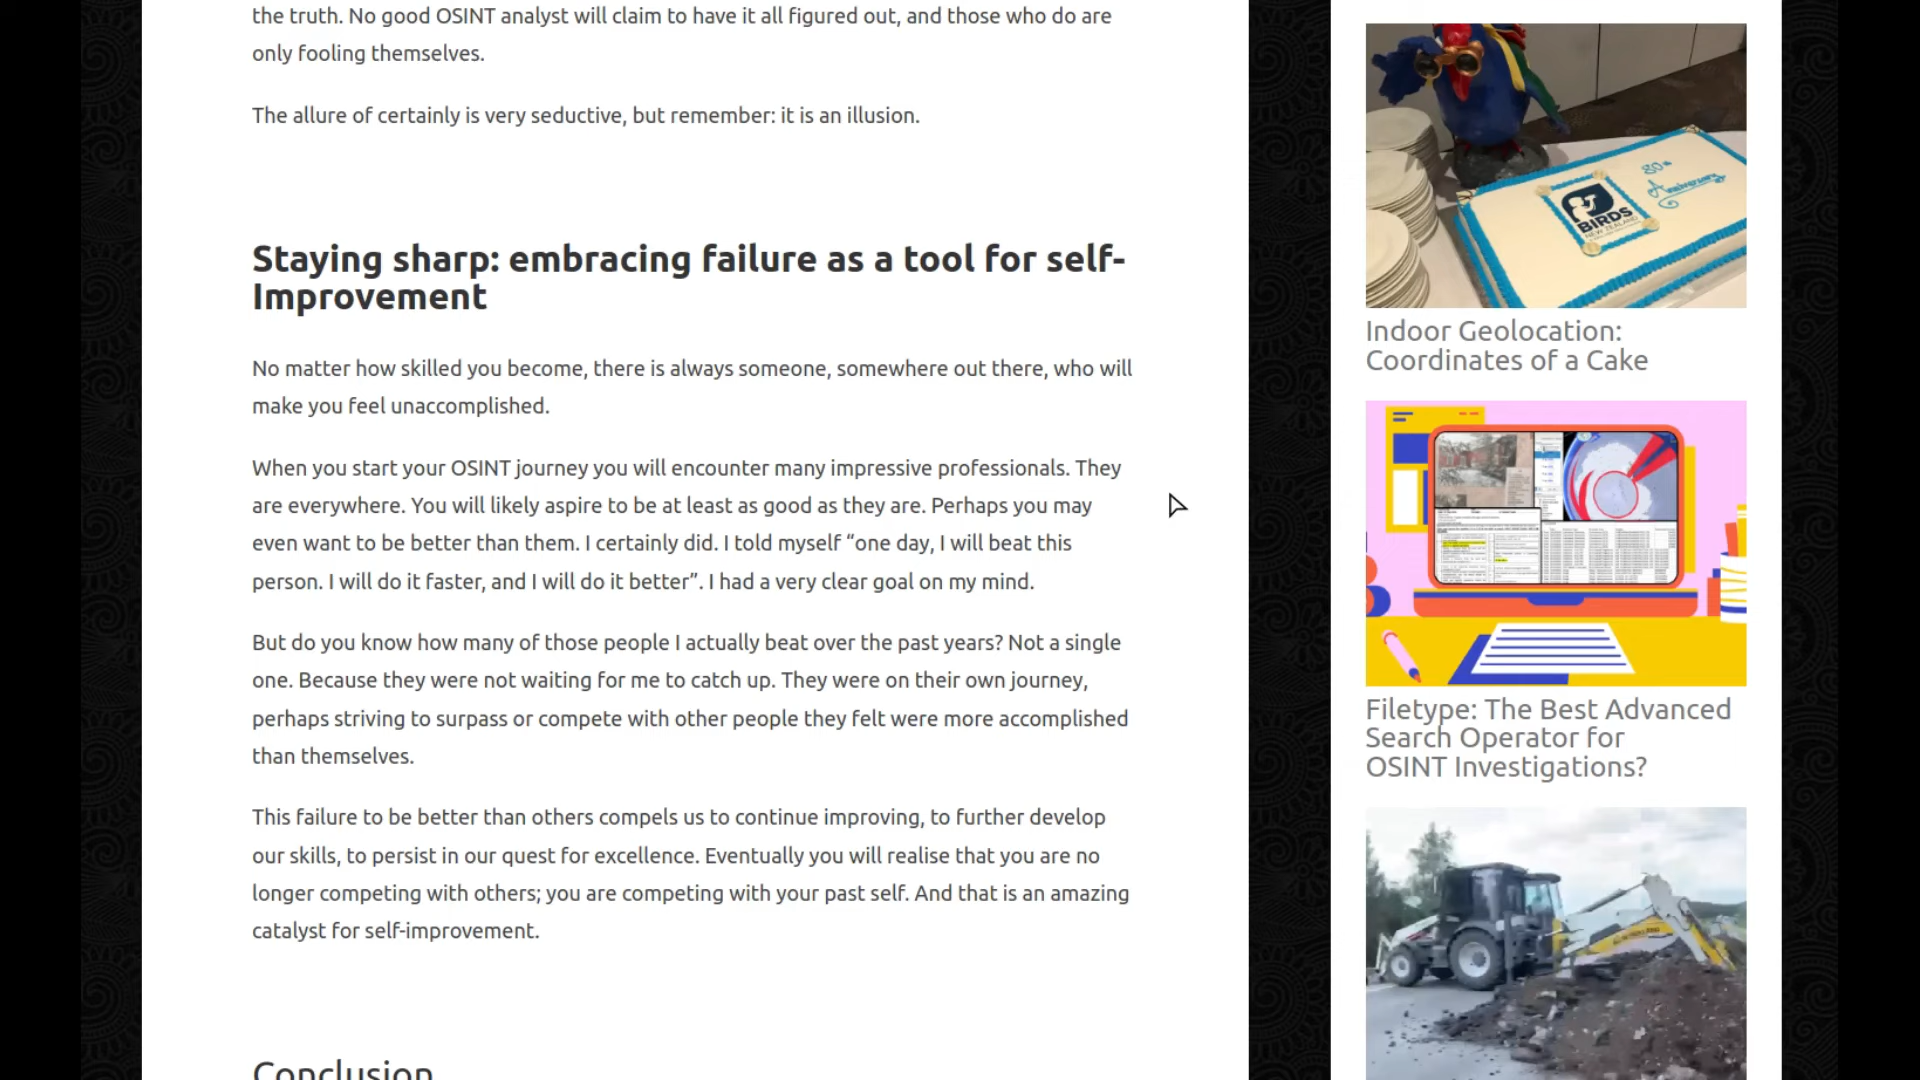 the truth. No good OSINT analyst will claim to have it all figured out, and those who do are
only fooling themselves.
The allure of certainly is very seductive, but remember: it is an illusion.
Staying sharp: embracing failure as a tool for self-
Improvement
No matter how skilled you become, there is always someone, somewhere out there, who will
make you feel unaccomplished.
When you start your OSINT journey you will encounter many impressive professionals. They
are everywhere. You will likely aspire to be at least as good as they are. Perhaps you may
even want to be better than them. I certainly did. I told myself “one day, I will beat this
person. I will do it faster, and I will do it better”. I had a very clear goal on my mind.
But do you know how many of those people I actually beat over the past years? Not a single
one. Because they were not waiting for me to catch up. They were on their own journey,
perhaps striving to surpass or compete with other people they felt were more accomplished
than themselves.
This failure to be better than others compels us to continue improving, to further develop
our skills, to persist in our quest for excellence. Eventually you will realise that you are no
longer competing with others; you are competing with your past self. And that is an amazing
catalyst for self-improvement.
Conclusion
80th
Anniversary
BIRDS
NEW ZEALAND
Indoor Geolocation:
Coordinates of a Cake
Filetype: The Best Advanced
Search Operator for
OSINT Investigations?